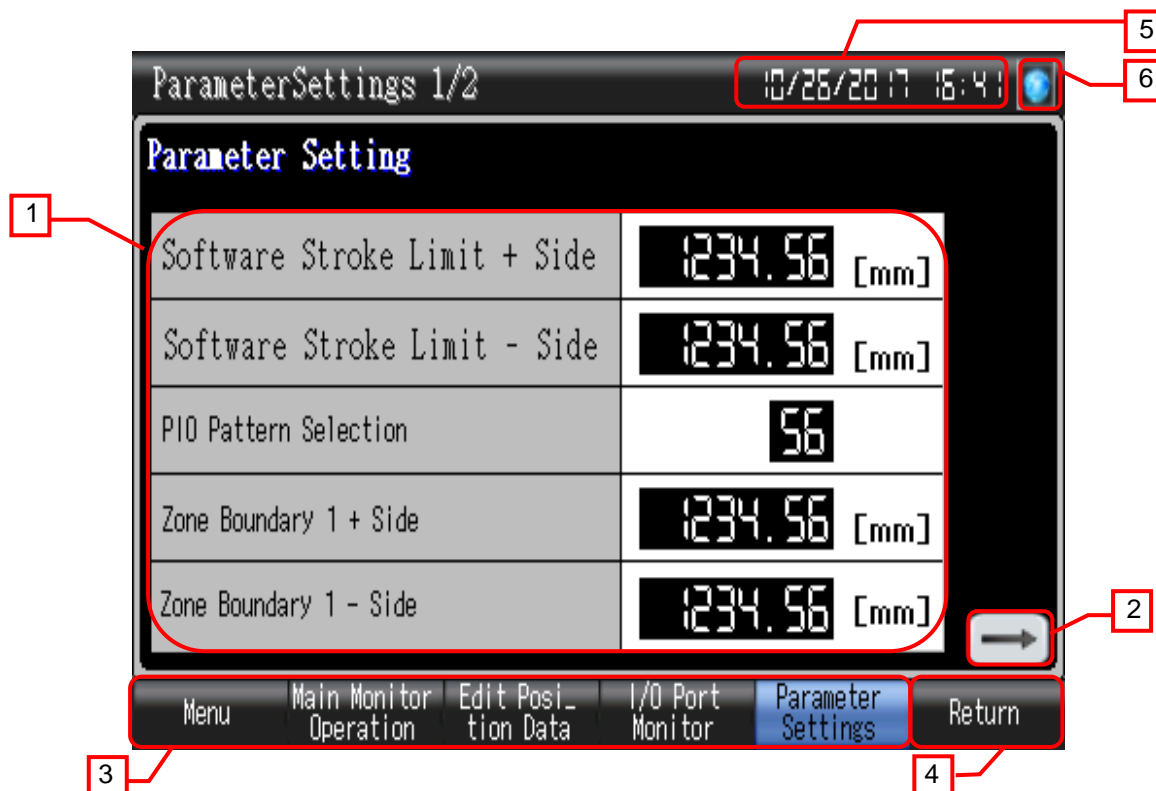 5
ParameterSettings 1/2 10/26/2017 16:41
6
Parameter Setting
1
Software Stroke Limit + Side 1234.56 [mm]
Software Stroke Limit - Side 1234.56 [mm]
PIO Pattern Selection 56
Zone Boundary 1 + Side 1234.56 [mm]
Zone Boundary 1 - Side 1234.56 [mm]
2
Menu
Main Monitor
Operation
Edit Posi_
tion Data
I/O Port
Monitor
Parameter
Settings
Return
3
4